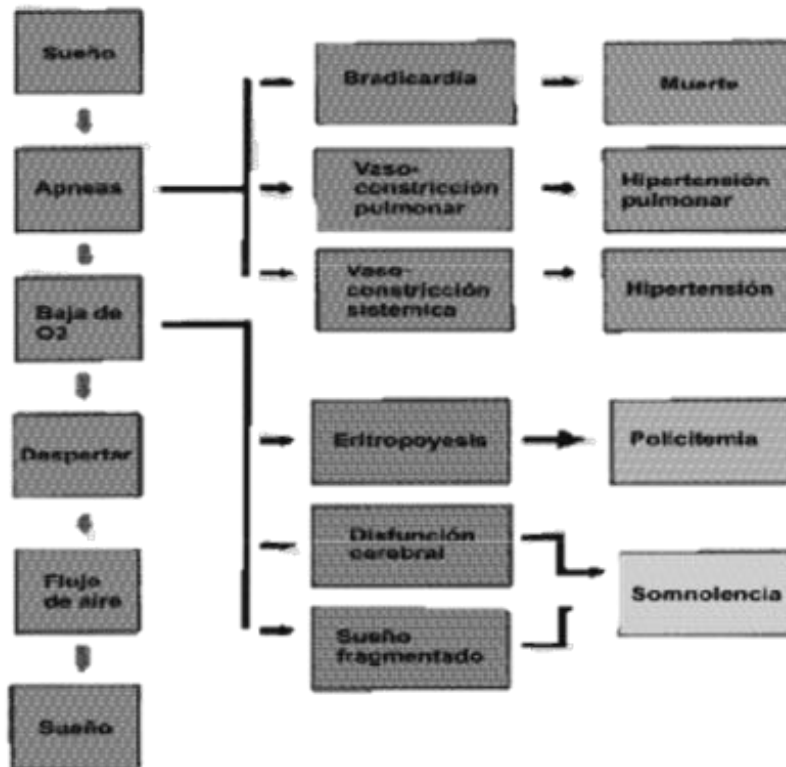 Sueño
Apneas
Baja de
O2
Despertar
Flujo
de aire
Sueño
Bradicardia
Vaso-
constricción
pulmonar
Vaso-
constricción
sistémica
Eritropoyesis
Disfunción
cerebral
Sueño
fragmentado
Muerte
Hipertensión
pulmonar
Hipertensión
Policitemia
Somnolencia